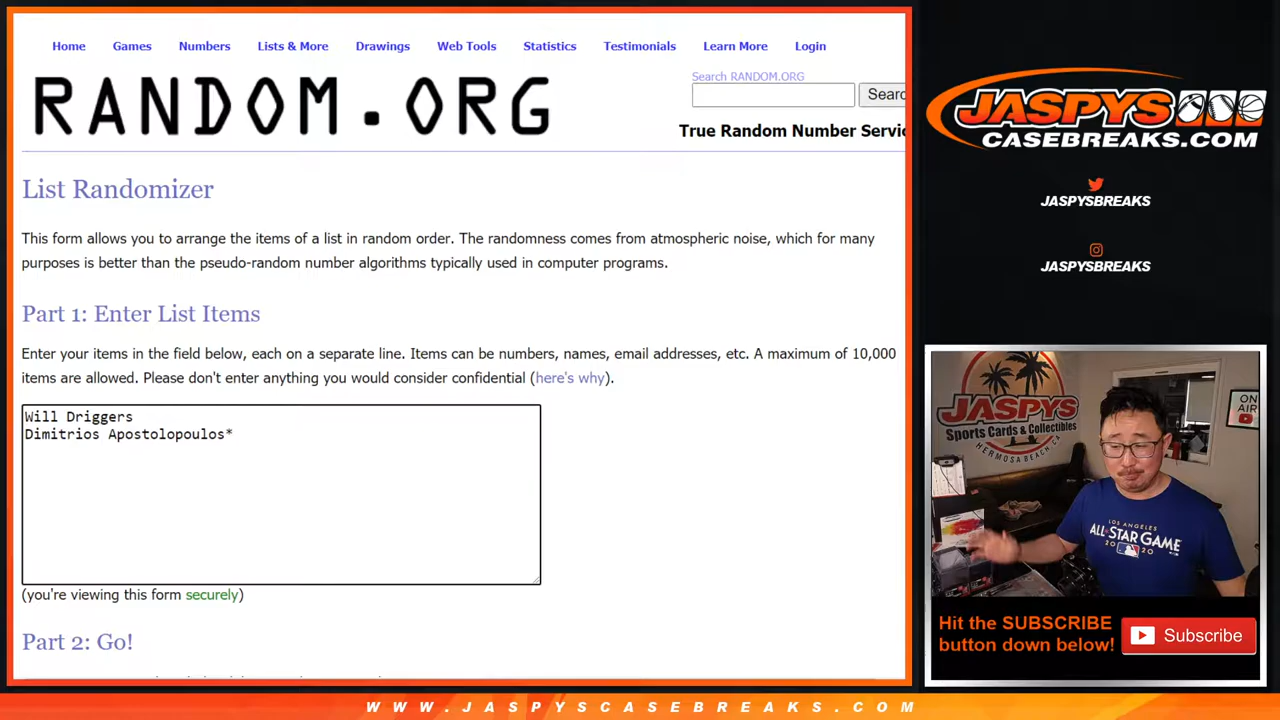 Home Games Numbers Lists & More Drawings Web Tools Statistics Testimonials Learn More Login
RANDOM.ORG
Search RANDOM.ORG
Searc
True Random Number Servic
List Randomizer
This form allows you to arrange the items of a list in random order. The randomness comes from atmospheric noise, which for many
purposes is better than the pseudo-random number algorithms typically used in computer programs.
Part 1: Enter List Items
Enter your items in the field below, each on a separate line. Items can be numbers, names, email addresses, etc. A maximum of 10,000
items are allowed. Please don't enter anything you would consider confidential (here's why).
Will Driggers
Dimitrios Apostolopoulos*
(you're viewing this form securely)
Part 2: Go!
JASPYS
CASEBREAKS.COM
JASPYSBREAKS
JASPYSBREAKS
JASPYS
Sports Cards & Collectibles
HERMOSA BEACH, CA
ON
AIR
LOS ANGELES
ALL-STAR GAME
2020
Hit the SUBSCRIBE
button down below!
Subscribe
WWW.JASPYSCASEBREAKS.COM